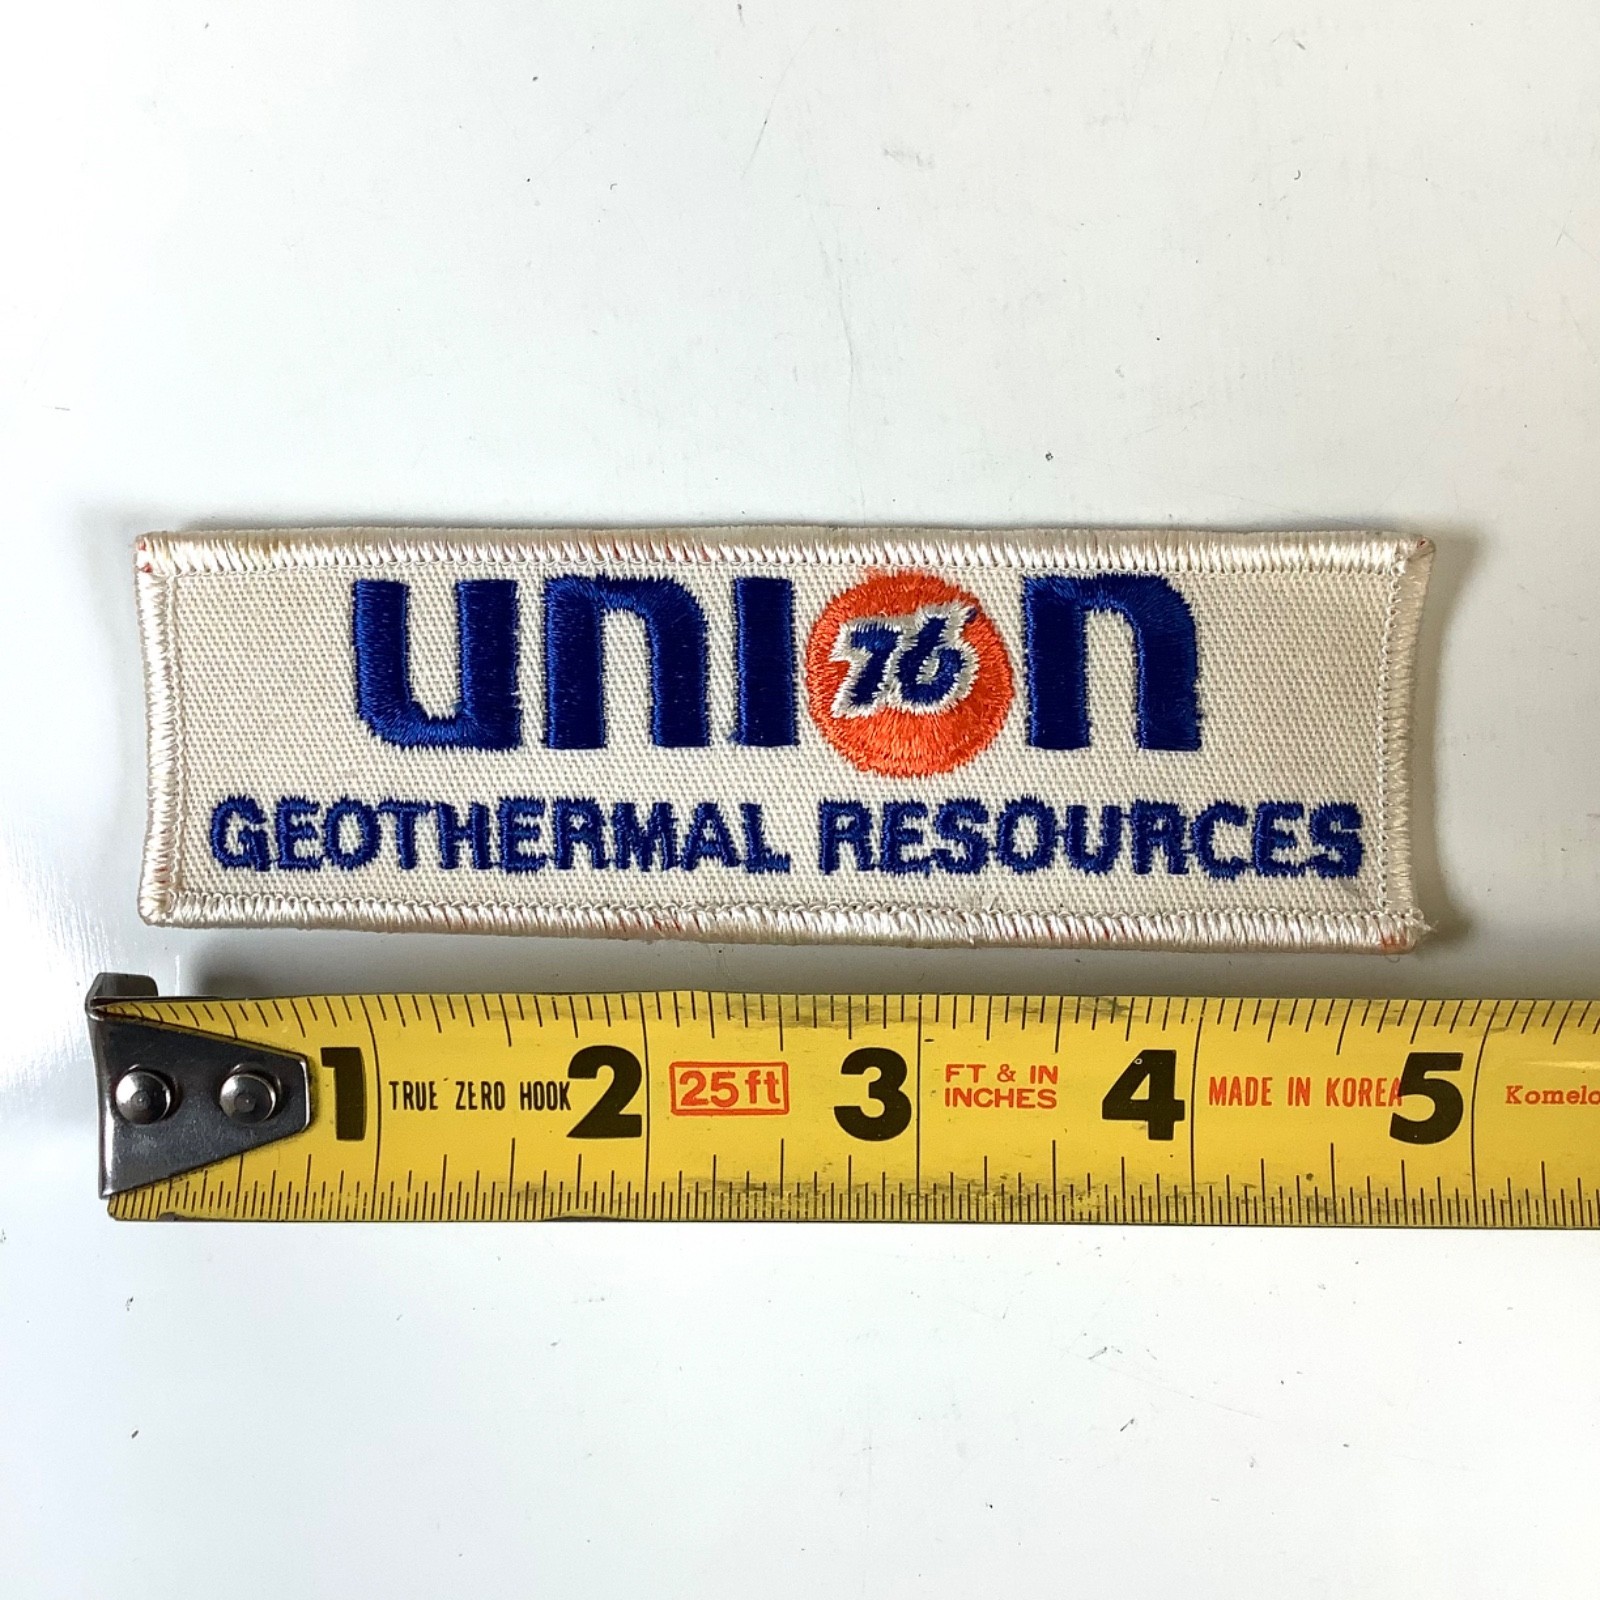 union
76
GEOTHERMAL RESOURCES
1 TRUE ZERO HOOK 2 25ft 3 FT & IN INCHES 4 MADE IN KOREA 5 Komelo